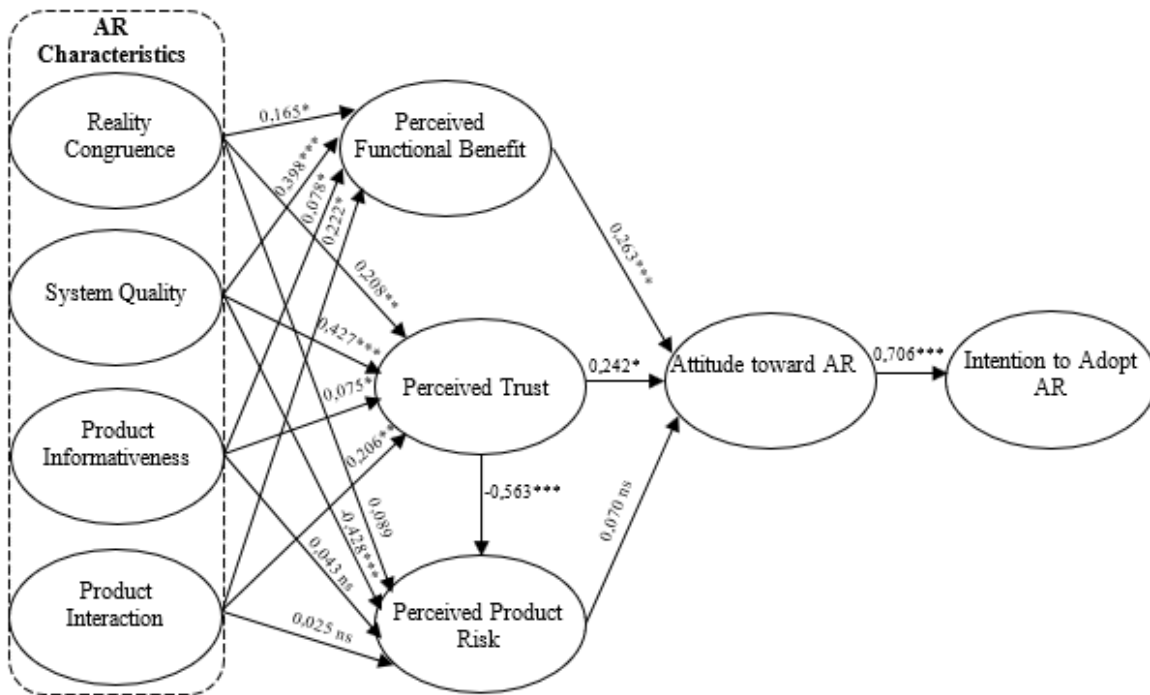 AR
Characteristics
Reality
Congruence
System Quality
Product
Informativeness
Product
Interaction
0,165*
0,398***
0,078*
0,222*
0,208**
0,427***
0,075*
0,206**
0,089
-0,428***
0,043 ns
0,025 ns
Perceived
Functional Benefit
Perceived Trust
-0,563***
Perceived Product
Risk
0,263***
0,242*
0,070 ns
Attitude toward AR
0,706***
Intention to Adopt
AR